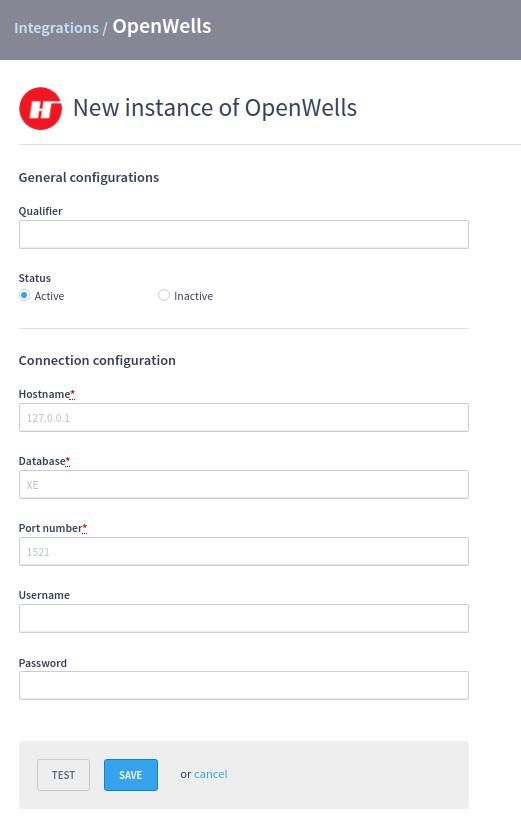 Integrations / OpenWells
New instance of OpenWells
General configurations
Qualifier
Status
Active Inactive
Connection configuration
Hostname*
127.0.0.1
Database*
XE
Port number*
1521
Username
Password
TEST SAVE or cancel